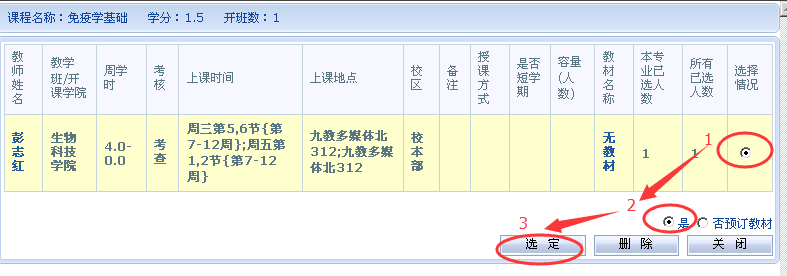 课程名称：免疫学基础 学分：1.5 开班数：1
教师姓名 教学班/开课学院 周学时 考核 上课时间 上课地点 校区 备注 授课方式 是否短学期 容量(人数) 教材名称 本专业已选人数 所有已选人数 选择情况
彭志红 生物科技学院 4.0-0.0 考查 周三第5,6节{第7-12周};周五第1,2节{第7-12周} 九教多媒体北312;九教多媒体北312 校本部 无教材 1 1
1
2
3
是 否预订教材
选 定 删 除 关 闭